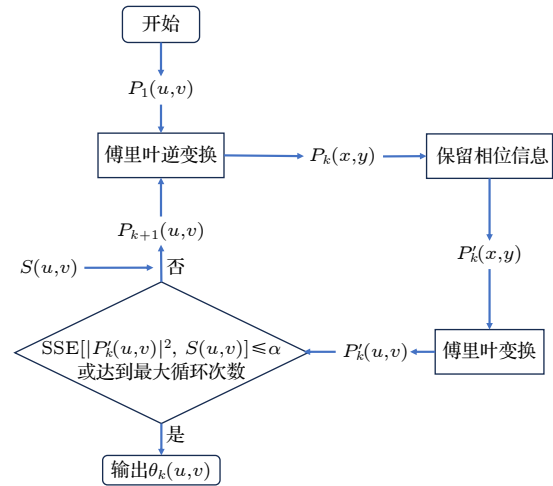 开始
P₁(u,v)
傅里叶逆变换
Pₖ(x,y)
保留相位信息
Pₖ₊₁(u,v)
P′ₖ(x,y)
S(u,v)
否
SSE[|P′ₖ(u,v)|², S(u,v)]⩽α
或达到最大循环次数
P′ₖ(u,v)
傅里叶变换
是
输出θₖ(u,v)